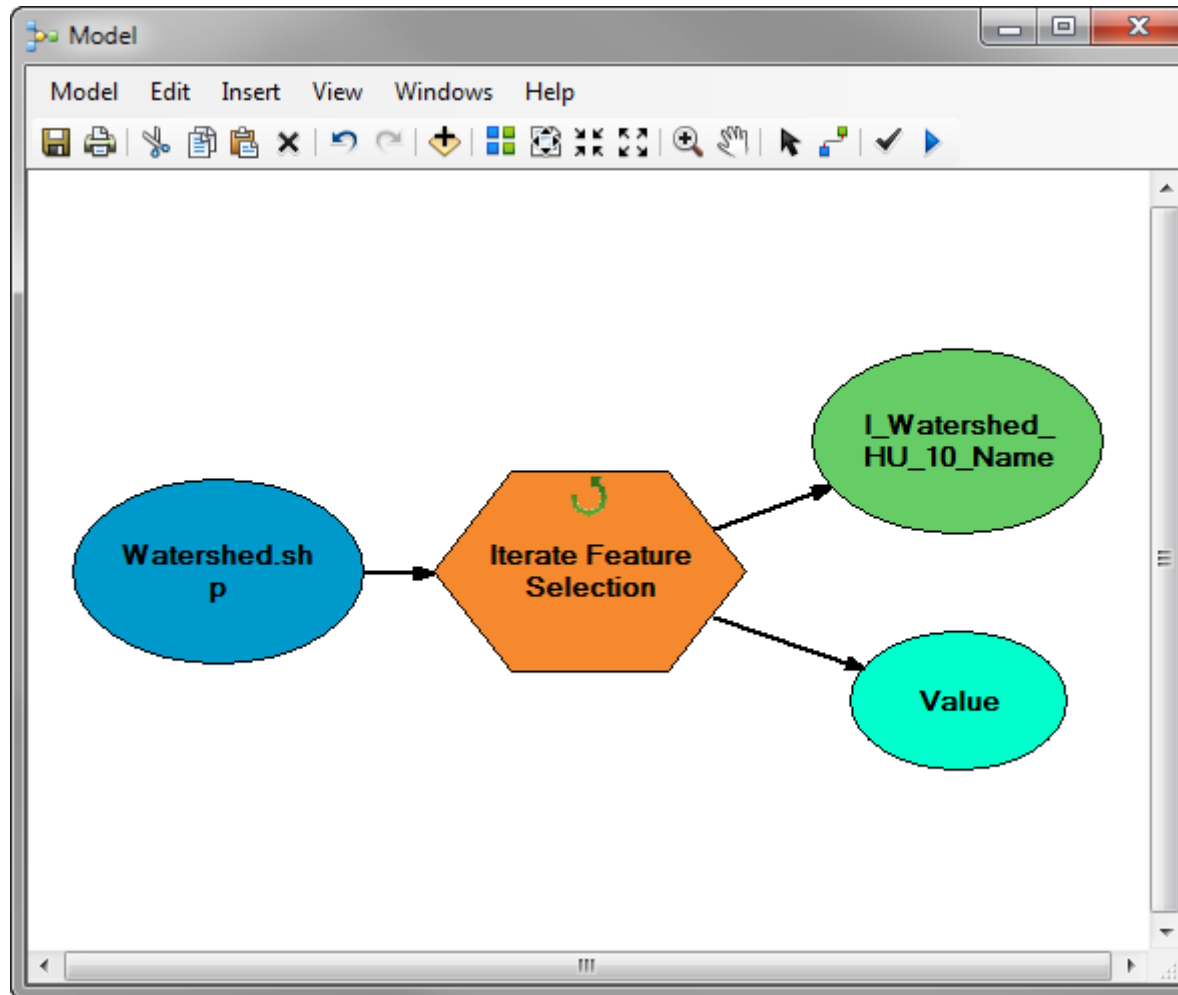 Model
Model Edit Insert View Windows Help
I_Watershed_
HU_10_Name
Watershed.sh
p
Iterate Feature
Selection
Value